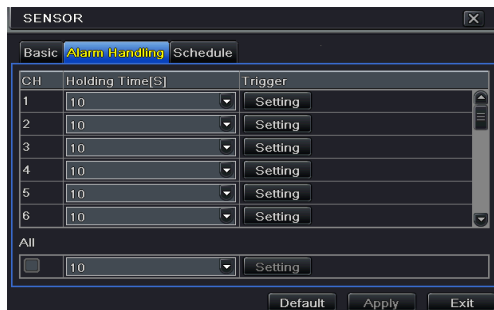 SENSOR
Basic Alarm Handling Schedule
CH Holding Time[S] Trigger
1 10 Setting
2 10 Setting
3 10 Setting
4 10 Setting
5 10 Setting
6 10 Setting
All
10 Setting
Default Apply Exit